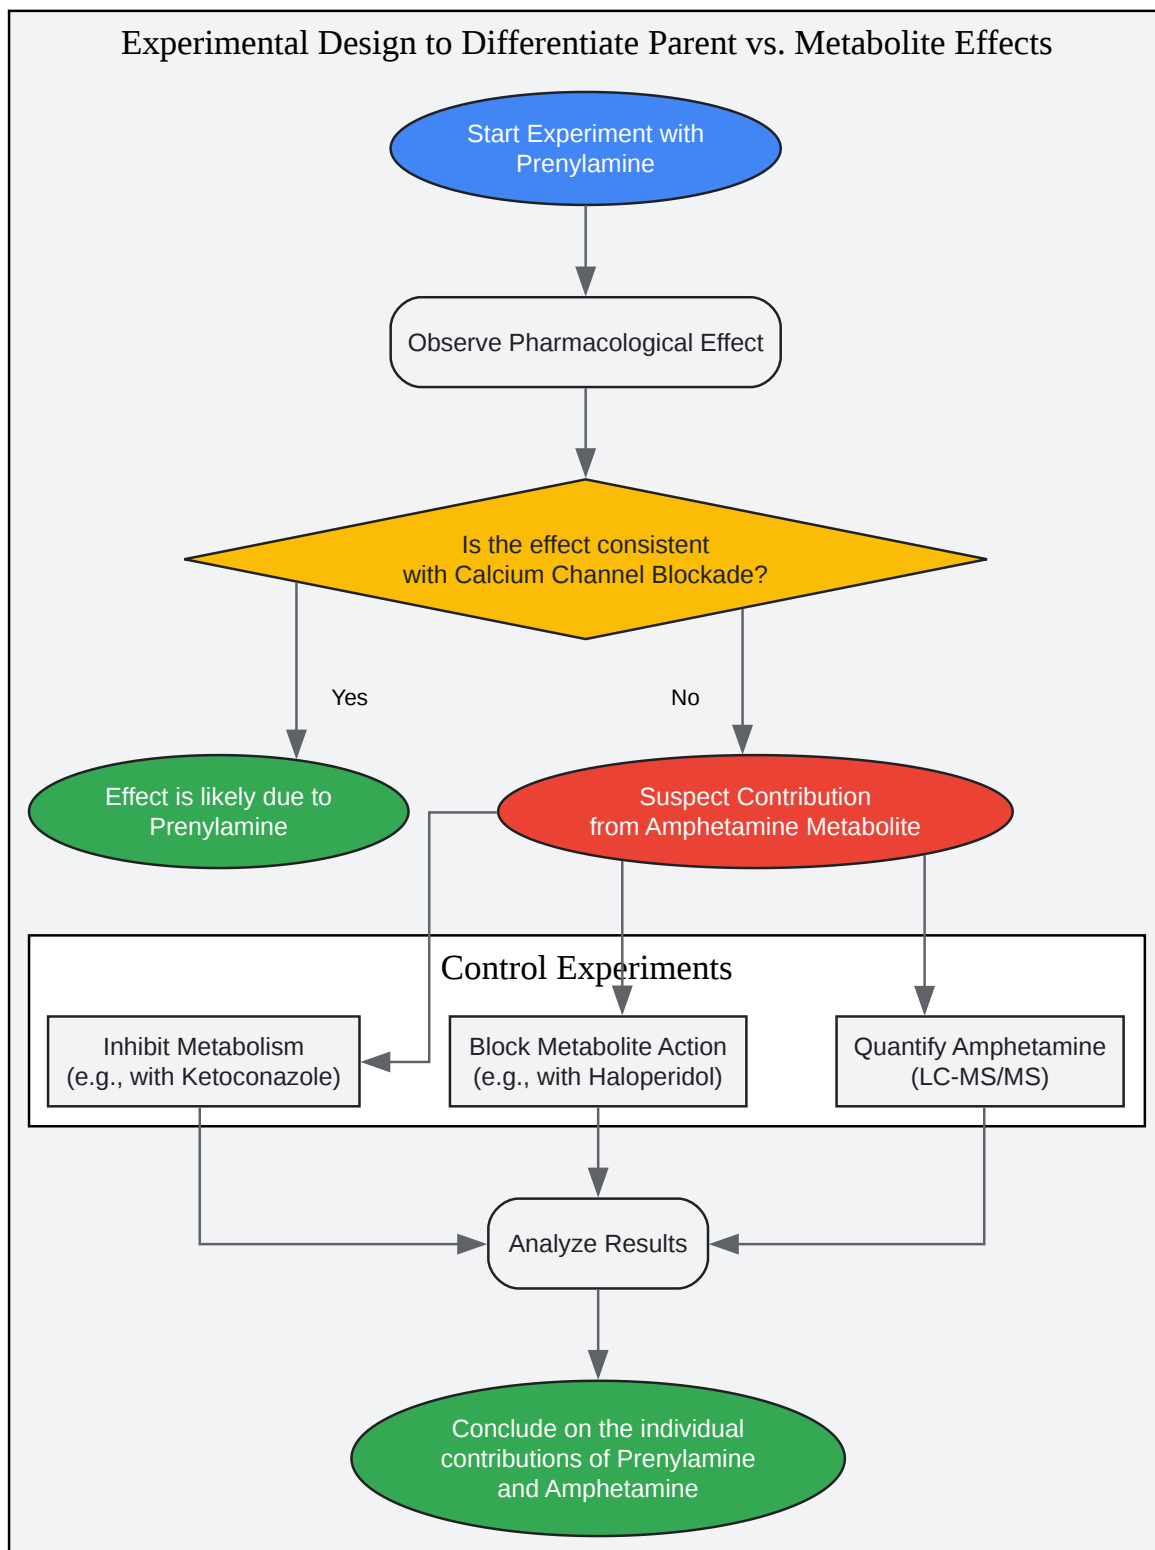 Experimental Design to Differentiate Parent vs. Metabolite Effects
Start Experiment with
Prenylamine
Observe Pharmacological Effect
Is the effect consistent
with Calcium Channel Blockade?
Yes
No
Effect is likely due to
Prenylamine
Suspect Contribution
from Amphetamine Metabolite
Control Experiments
Inhibit Metabolism
(e.g., with Ketoconazole)
Block Metabolite Action
(e.g., with Haloperidol)
Quantify Amphetamine
(LC-MS/MS)
Analyze Results
Conclude on the individual
contributions of Prenylamine
and Amphetamine